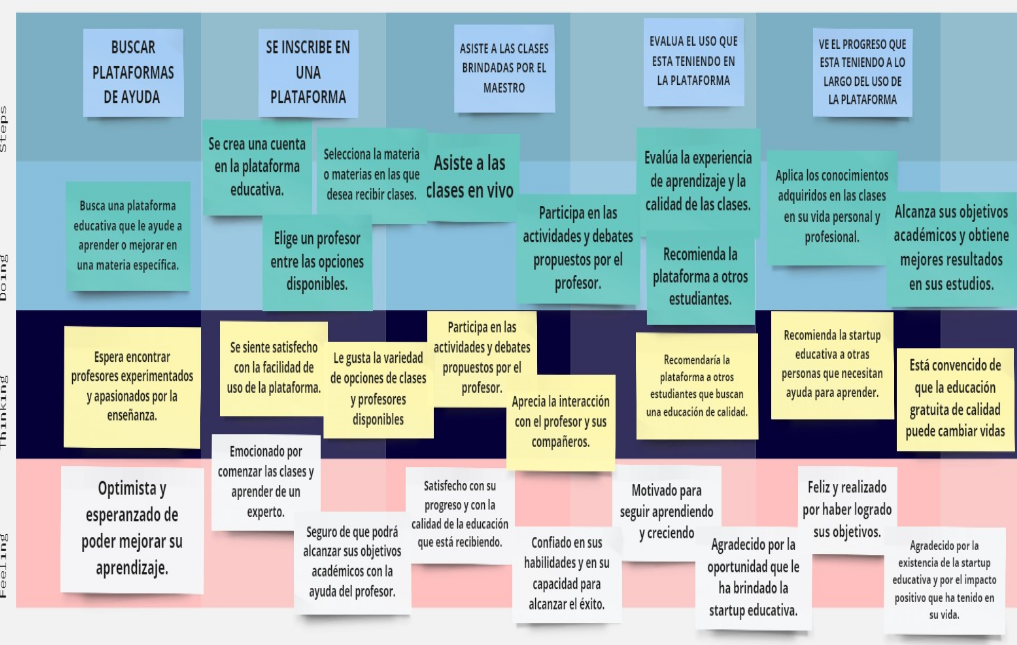 Steps
BUSCAR
PLATAFORMAS
DE AYUDA
SE INSCRIBE EN
UNA
PLATAFORMA
ASISTE A LAS CLASES
BRINDADAS POR EL
MAESTRO
EVALUA EL USO QUE
ESTA TENIENDO EN
LA PLATAFORMA
VE EL PROGRESO QUE
ESTA TENIENDO A LO
LARGO DEL USO DE
LA PLATAFORMA
Doing
Busca una plataforma
educativa que le ayude a
aprender o mejorar en
una materia especifica.
Se crea una cuenta
en la plataforma
educativa.
Selecciona la materia
o materias en las que
desea recibir clases.
Elige un profesor
entre las opciones
disponibles.
Asiste a las
clases en vivo
Participa en las
actividades y debates
propuestos por el
profesor.
Evalúa la experiencia
de aprendizaje y la
calidad de las clases.
Recomienda la
plataforma a otros
estudiantes.
Aplica los conocimientos
adquiridos en las clases
en su vida personal y
profesional.
Alcanza sus objetivos
académicos y obtiene
mejores resultados
en sus estudios.
Thinking
Espera encontrar
profesores experimentados
y apasionados por la
enseñanza.
Se siente satisfecho
con la facilidad de
uso de la plataforma.
Le gusta la variedad
de opciones de clases
y profesores
disponibles
Participa en las
actividades y debates
propuestos por el
profesor.
Aprecia la interacción
con el profesor y sus
compañeros.
Recomendaría la
plataforma a otros
estudiantes que buscan
una educación de calidad.
Recomienda la startup
educativa a otras
personas que necesitan
ayuda para aprender.
Está convencido de
que la educación
gratuita de calidad
puede cambiar vidas
Feeling
Optimista y
esperanzado de
poder mejorar su
aprendizaje.
Emocionado por
comenzar las clases y
aprender de un
experto.
Seguro de que podrá
alcanzar sus objetivos
académicos con la
ayuda del profesor.
Satisfecho con su
progreso y con la
calidad de la educación
que está recibiendo.
Confiado en sus
habilidades y en su
capacidad para
alcanzar el éxito.
Motivado para
seguir aprendiendo
y creciendo
Agradecido por la
oportunidad que le
ha brindado la
startup educativa.
Feliz y realizado
por haber logrado
sus objetivos.
Agradecido por la
existencia de la startup
educativa y por el impacto
positivo que ha tenido en
su vida.